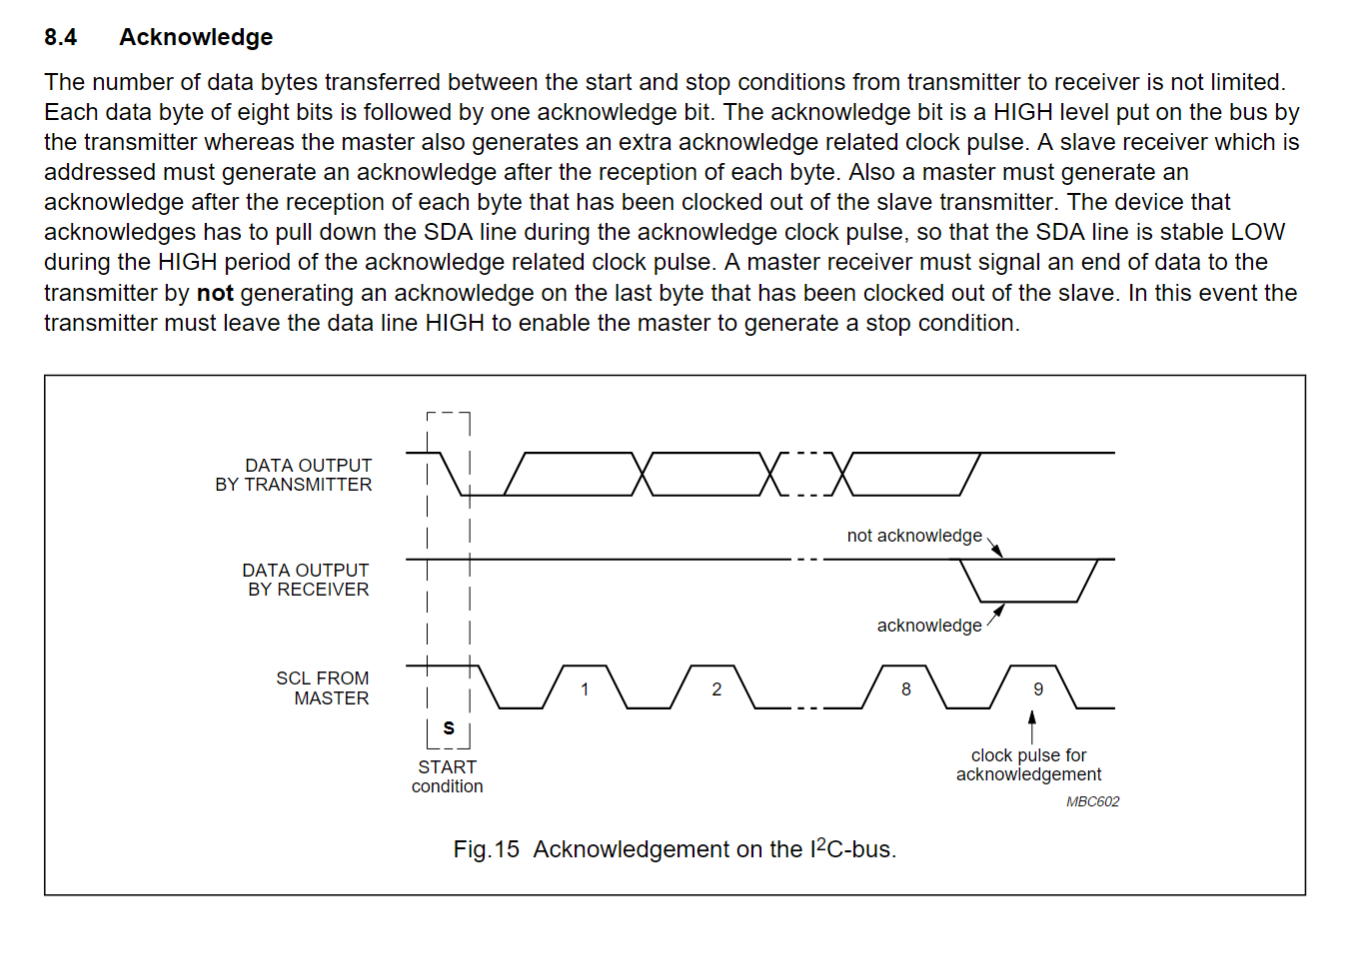 8.4 Acknowledge
The number of data bytes transferred between the start and stop conditions from transmitter to receiver is not limited.
Each data byte of eight bits is followed by one acknowledge bit. The acknowledge bit is a HIGH level put on the bus by
the transmitter whereas the master also generates an extra acknowledge related clock pulse. A slave receiver which is
addressed must generate an acknowledge after the reception of each byte. Also a master must generate an
acknowledge after the reception of each byte that has been clocked out of the slave transmitter. The device that
acknowledges has to pull down the SDA line during the acknowledge clock pulse, so that the SDA line is stable LOW
during the HIGH period of the acknowledge related clock pulse. A master receiver must signal an end of data to the
transmitter by not generating an acknowledge on the last byte that has been clocked out of the slave. In this event the
transmitter must leave the data line HIGH to enable the master to generate a stop condition.
DATA OUTPUT
BY TRANSMITTER
not acknowledge
DATA OUTPUT
BY RECEIVER
acknowledge
SCL FROM
MASTER
1
2
8
9
S
START
condition
clock pulse for
acknowledgement
MBC602
Fig.15 Acknowledgement on the I²C-bus.